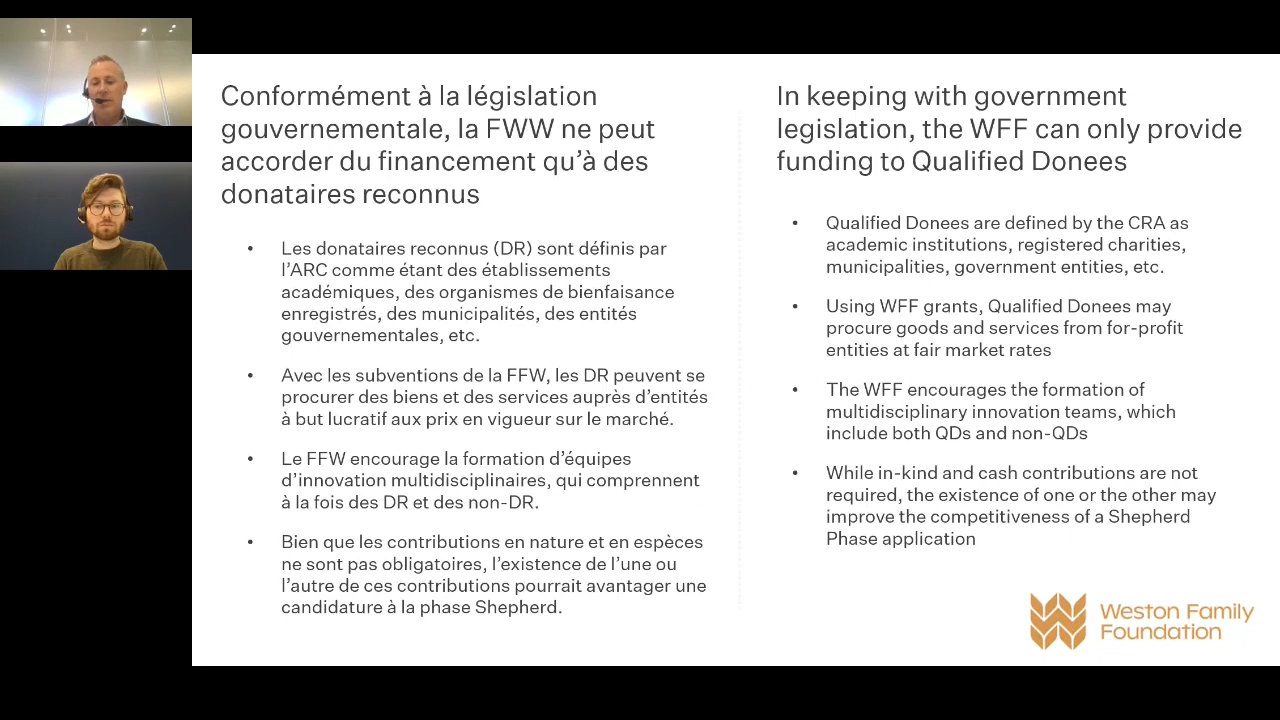 Conformément à la législation
gouvernementale, la FWW ne peut
accorder du financement qu’à des
donataires reconnus
• Les donataires reconnus (DR) sont définis par
l’ARC comme étant des établissements
académiques, des organismes de bienfaisance
enregistrés, des municipalités, des entités
gouvernementales, etc.
• Avec les subventions de la FFW, les DR peuvent se
procurer des biens et des services auprès d’entités
à but lucratif aux prix en vigueur sur le marché.
• Le FFW encourage la formation d’équipes
d’innovation multidisciplinaires, qui comprennent
à la fois des DR et des non-DR.
• Bien que les contributions en nature et en espèces
ne sont pas obligatoires, l’existence de l’une ou
l’autre de ces contributions pourrait avantager une
candidature à la phase Shepherd.
In keeping with government
legislation, the WFF can only provide
funding to Qualified Donees
• Qualified Donees are defined by the CRA as
academic institutions, registered charities,
municipalities, government entities, etc.
• Using WFF grants, Qualified Donees may
procure goods and services from for-profit
entities at fair market rates
• The WFF encourages the formation of
multidisciplinary innovation teams, which
include both QDs and non-QDs
• While in-kind and cash contributions are not
required, the existence of one or the other may
improve the competitiveness of a Shepherd
Phase application
Weston Family
Foundation